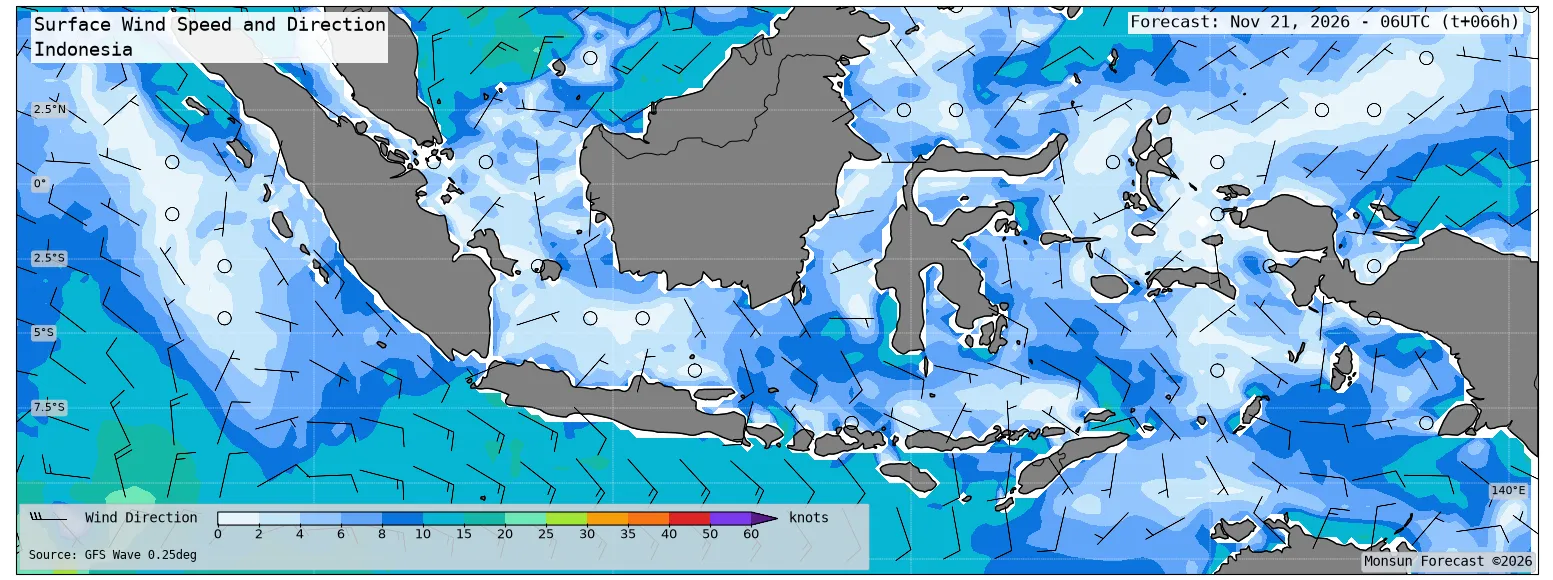 Surface Wind Speed and Direction
Indonesia
Forecast: Nov 21, 2026 - 06UTC (t+066h)
2.5°N
0°
2.5°S
5°S
7.5°S
140°E
Wind Direction
0 2 4 6 8 10 15 20 25 30 35 40 50 60
knots
Source: GFS Wave 0.25deg
Monsun Forecast ©2026